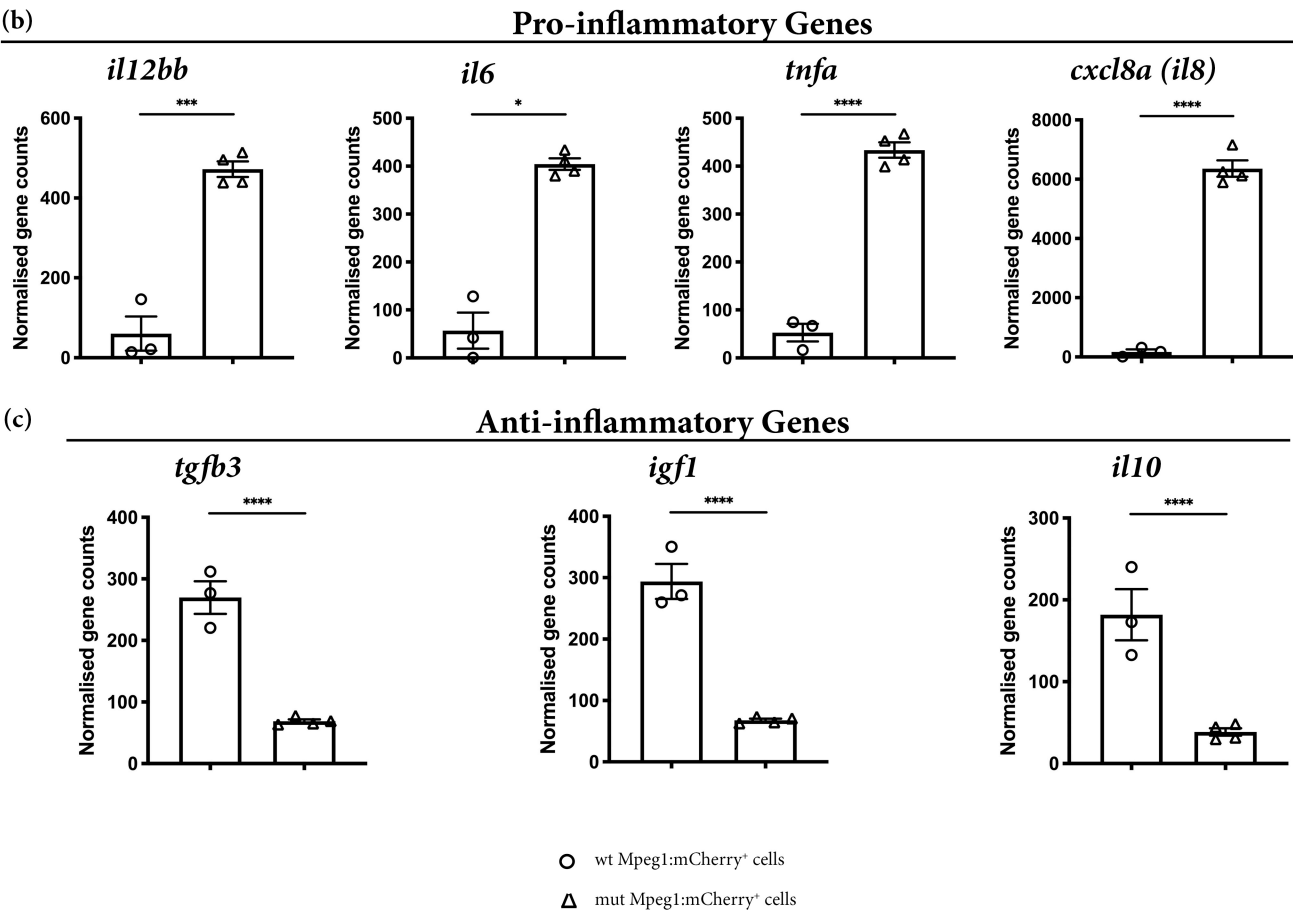 (b)
Pro-inflammatory Genes
il12bb
il6
tnfa
cxcl8a (il8)
***
*
****
****
Normalised gene counts
600
400
200
0
Normalised gene counts
500
400
300
200
100
0
Normalised gene counts
500
400
300
200
100
0
Normalised gene counts
8000
6000
4000
2000
0
(c)
Anti-inflammatory Genes
tgfb3
igf1
il10
****
****
****
Normalised gene counts
400
300
200
100
0
Normalised gene counts
400
300
200
100
0
Normalised gene counts
300
200
100
0
wt Mpeg1:mCherry⁺ cells
mut Mpeg1:mCherry⁺ cells